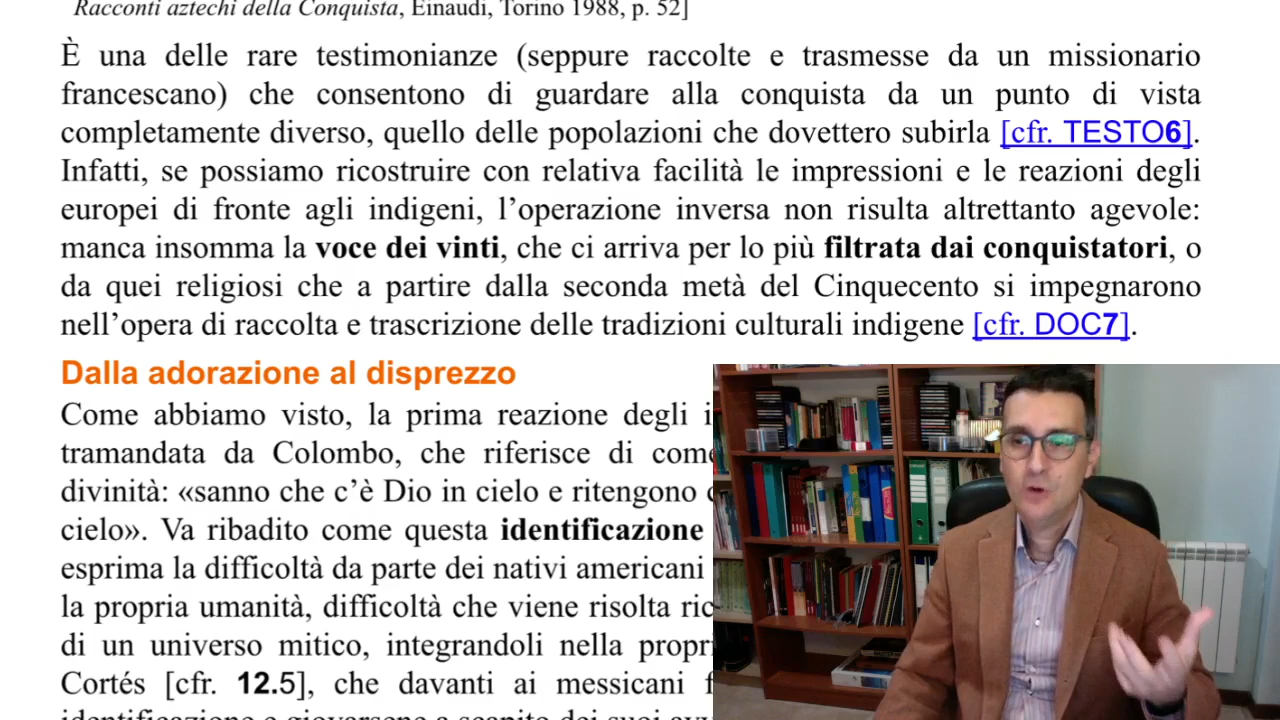 Racconti aztechi della Conquista, Einaudi, Torino 1988, p. 52]
È una delle rare testimonianze (seppure raccolte e trasmesse da un missionario
francescano) che consentono di guardare alla conquista da un punto di vista
completamente diverso, quello delle popolazioni che dovettero subirla [cfr. TESTO6].
Infatti, se possiamo ricostruire con relativa facilità le impressioni e le reazioni degli
europei di fronte agli indigeni, l’operazione inversa non risulta altrettanto agevole:
manca insomma la voce dei vinti, che ci arriva per lo più filtrata dai conquistatori, o
da quei religiosi che a partire dalla seconda metà del Cinquecento si impegnarono
nell’opera di raccolta e trascrizione delle tradizioni culturali indigene [cfr. DOC7].
Dalla adorazione al disprezzo
Come abbiamo visto, la prima reazione degli
tramandata da Colombo, che riferisce di
divinità: «sanno che c’è Dio in cielo e ritengono
cielo». Va ribadito come questa identificazione
esprima la difficoltà da parte dei nativi americani
la propria umanità, difficoltà che viene risolta
di un universo mitico, integrandoli nella
Cortés [cfr. 12.5], che davanti ai messicani
identificazione e giovarsene a scapito dei suoi